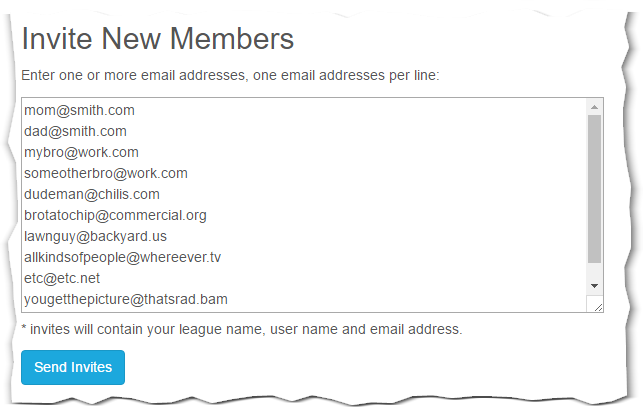 Invite New Members
Enter one or more email addresses, one email addresses per line:
mom@smith.com
dad@smith.com
mybro@work.com
someotherbro@work.com
dudeman@chilis.com
brotatochip@commercial.org
lawnguy@backyard.us
allkindsofpeople@whereever.tv
etc@etc.net
yougetthepicture@thatsrad.bam
* invites will contain your league name, user name and email address.
Send Invites